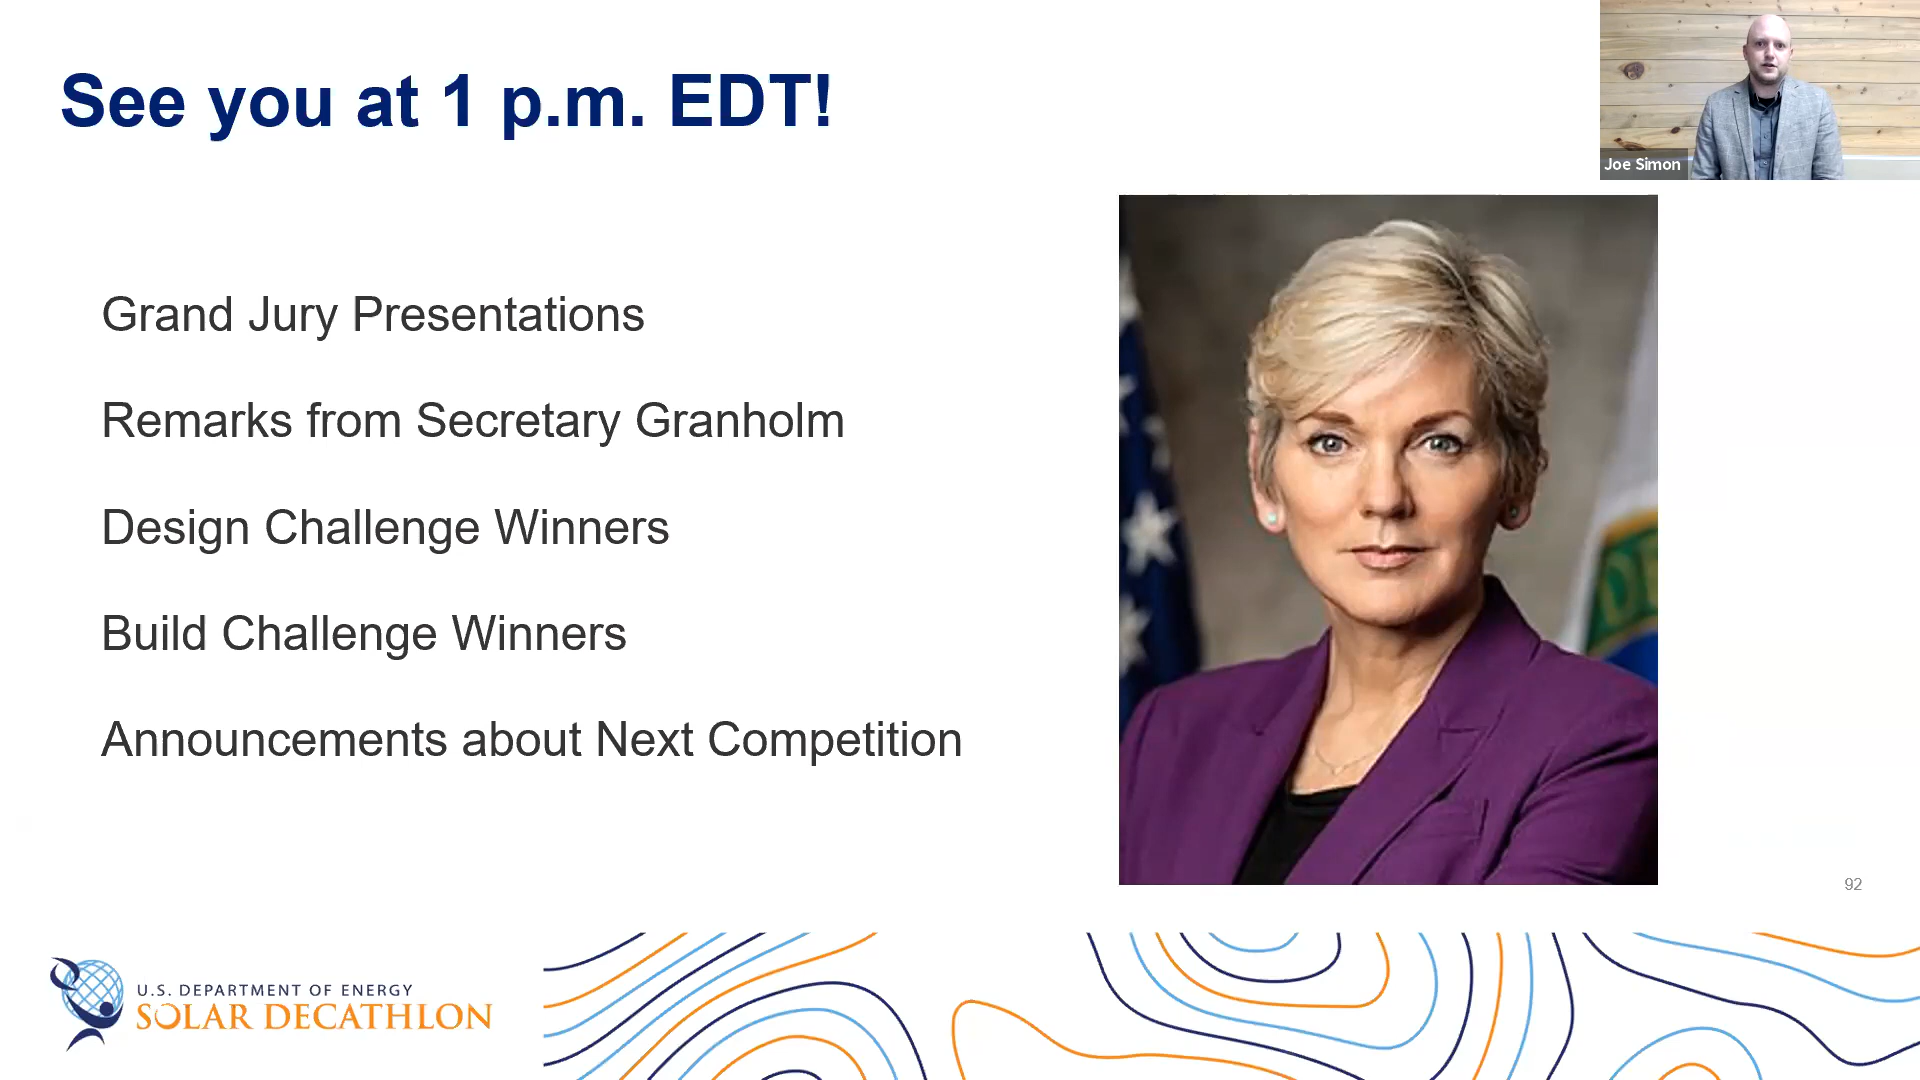 See you at 1 p.m. EDT!
Joe Simon
Grand Jury Presentations
Remarks from Secretary Granholm
Design Challenge Winners
Build Challenge Winners
Announcements about Next Competition
92
U.S. DEPARTMENT OF ENERGY
SOLAR DECATHLON